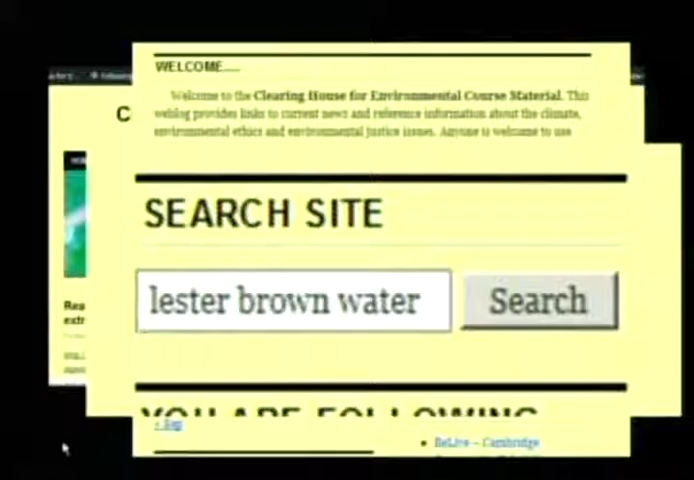 WELCOME....
Welcome to the Clearing House for Environmental Course Material. This
weblog provides links to current news and reference information about the climate,
environmental ethics and environmental justice issues. Anyone is welcome to use
C
SEARCH SITE
lester brown water
Search
YOU ARE FOLLOWING
BeLive – Cambridge